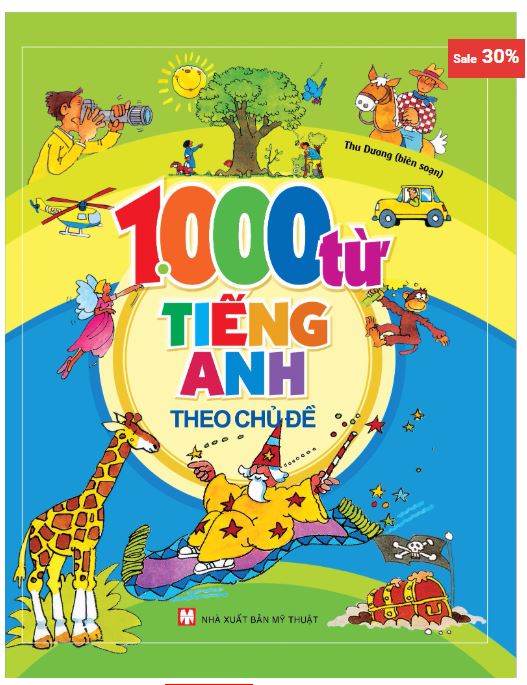 Sale 30%
Thu Dương (biên soạn)
1.000 từ
TIẾNG
ANH
THEO CHỦ ĐỀ
NHÀ XUẤT BẢN MỸ THUẬT